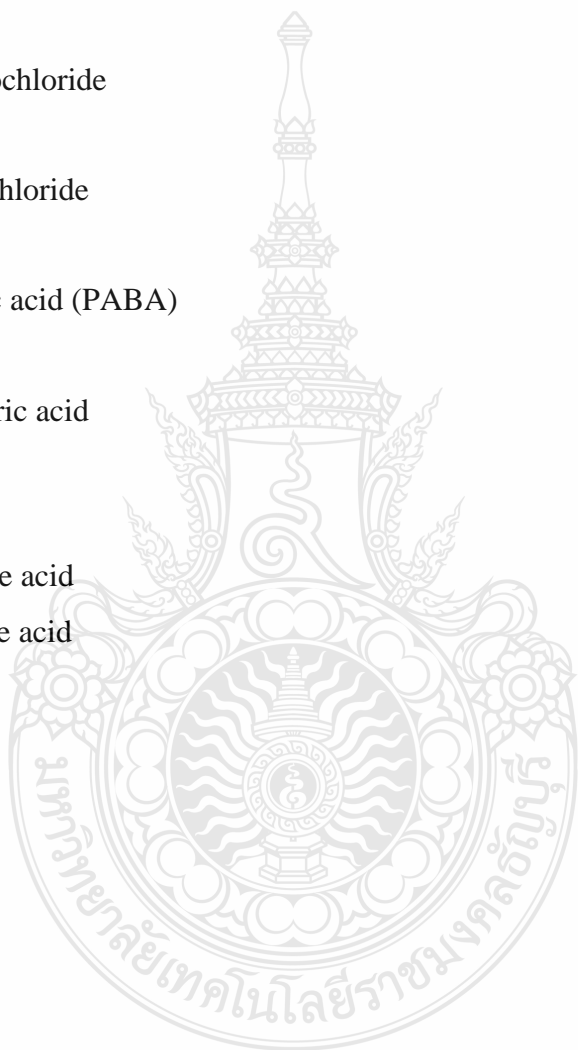 ochloride
hloride
c acid (PABA)
ric acid
e acid
e acid
มหาวิทยาลัยเทคโนโลยีราชมงคลธัญบุรี